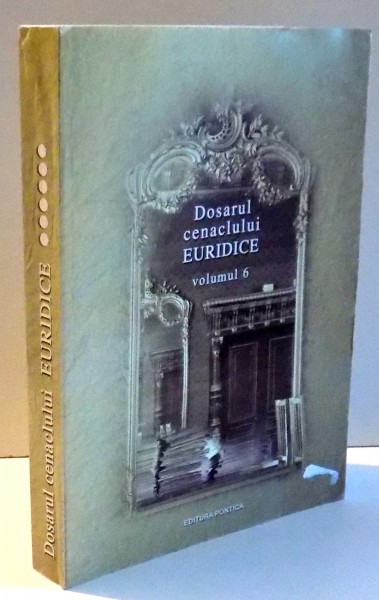 Dosarul
cenaclului
EURIDICE
volumul 6
EDITURA PONTICA
Dosarul cenaclului EURIDICE